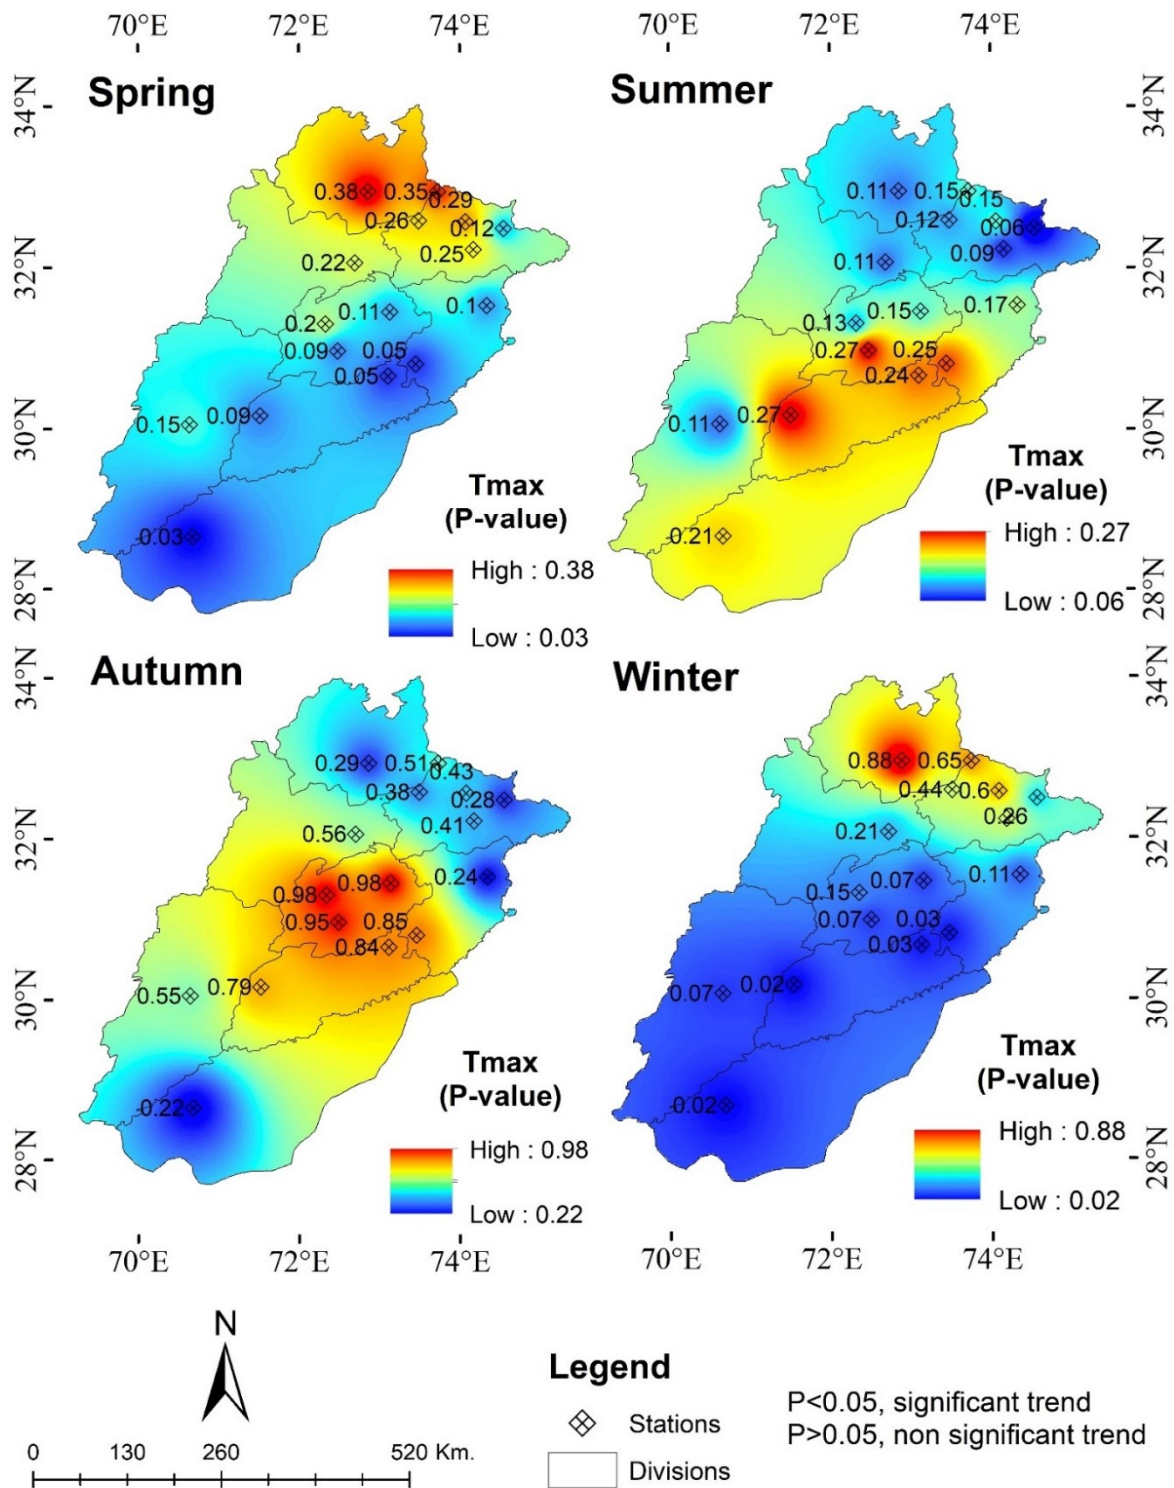 70°E 72°E 74°E 70°E 72°E 74°E
Spring
Summer
34°N
32°N
30°N
28°N
34°N
32°N
30°N
28°N
0.38 0.35
0.29
0.26
0.12
0.25
0.22
0.11 0.1
0.2
0.09 0.05
0.05
0.15 0.09
0.03
Tmax
(P-value)
High : 0.38
Low : 0.03
0.11 0.15
0.15
0.12
0.06
0.09
0.11
0.17
0.15
0.13
0.27 0.25
0.24
0.11 0.27
0.21
Tmax
(P-value)
High : 0.27
Low : 0.06
Autumn
Winter
34°N
32°N
30°N
28°N
34°N
32°N
30°N
28°N
0.29 0.51
0.43
0.38 0.28
0.41
0.56
0.98 0.24
0.98
0.95 0.85
0.84
0.55 0.79
0.22
Tmax
(P-value)
High : 0.98
Low : 0.22
0.88 0.65
0.44 0.6
0.26
0.21
0.07 0.11
0.15
0.07 0.03
0.03
0.07 0.02
0.02
Tmax
(P-value)
High : 0.88
Low : 0.02
70°E 72°E 74°E 70°E 72°E 74°E
N
0 130 260 520 Km.
Legend
Stations
Divisions
P<0.05, significant trend
P>0.05, non significant trend